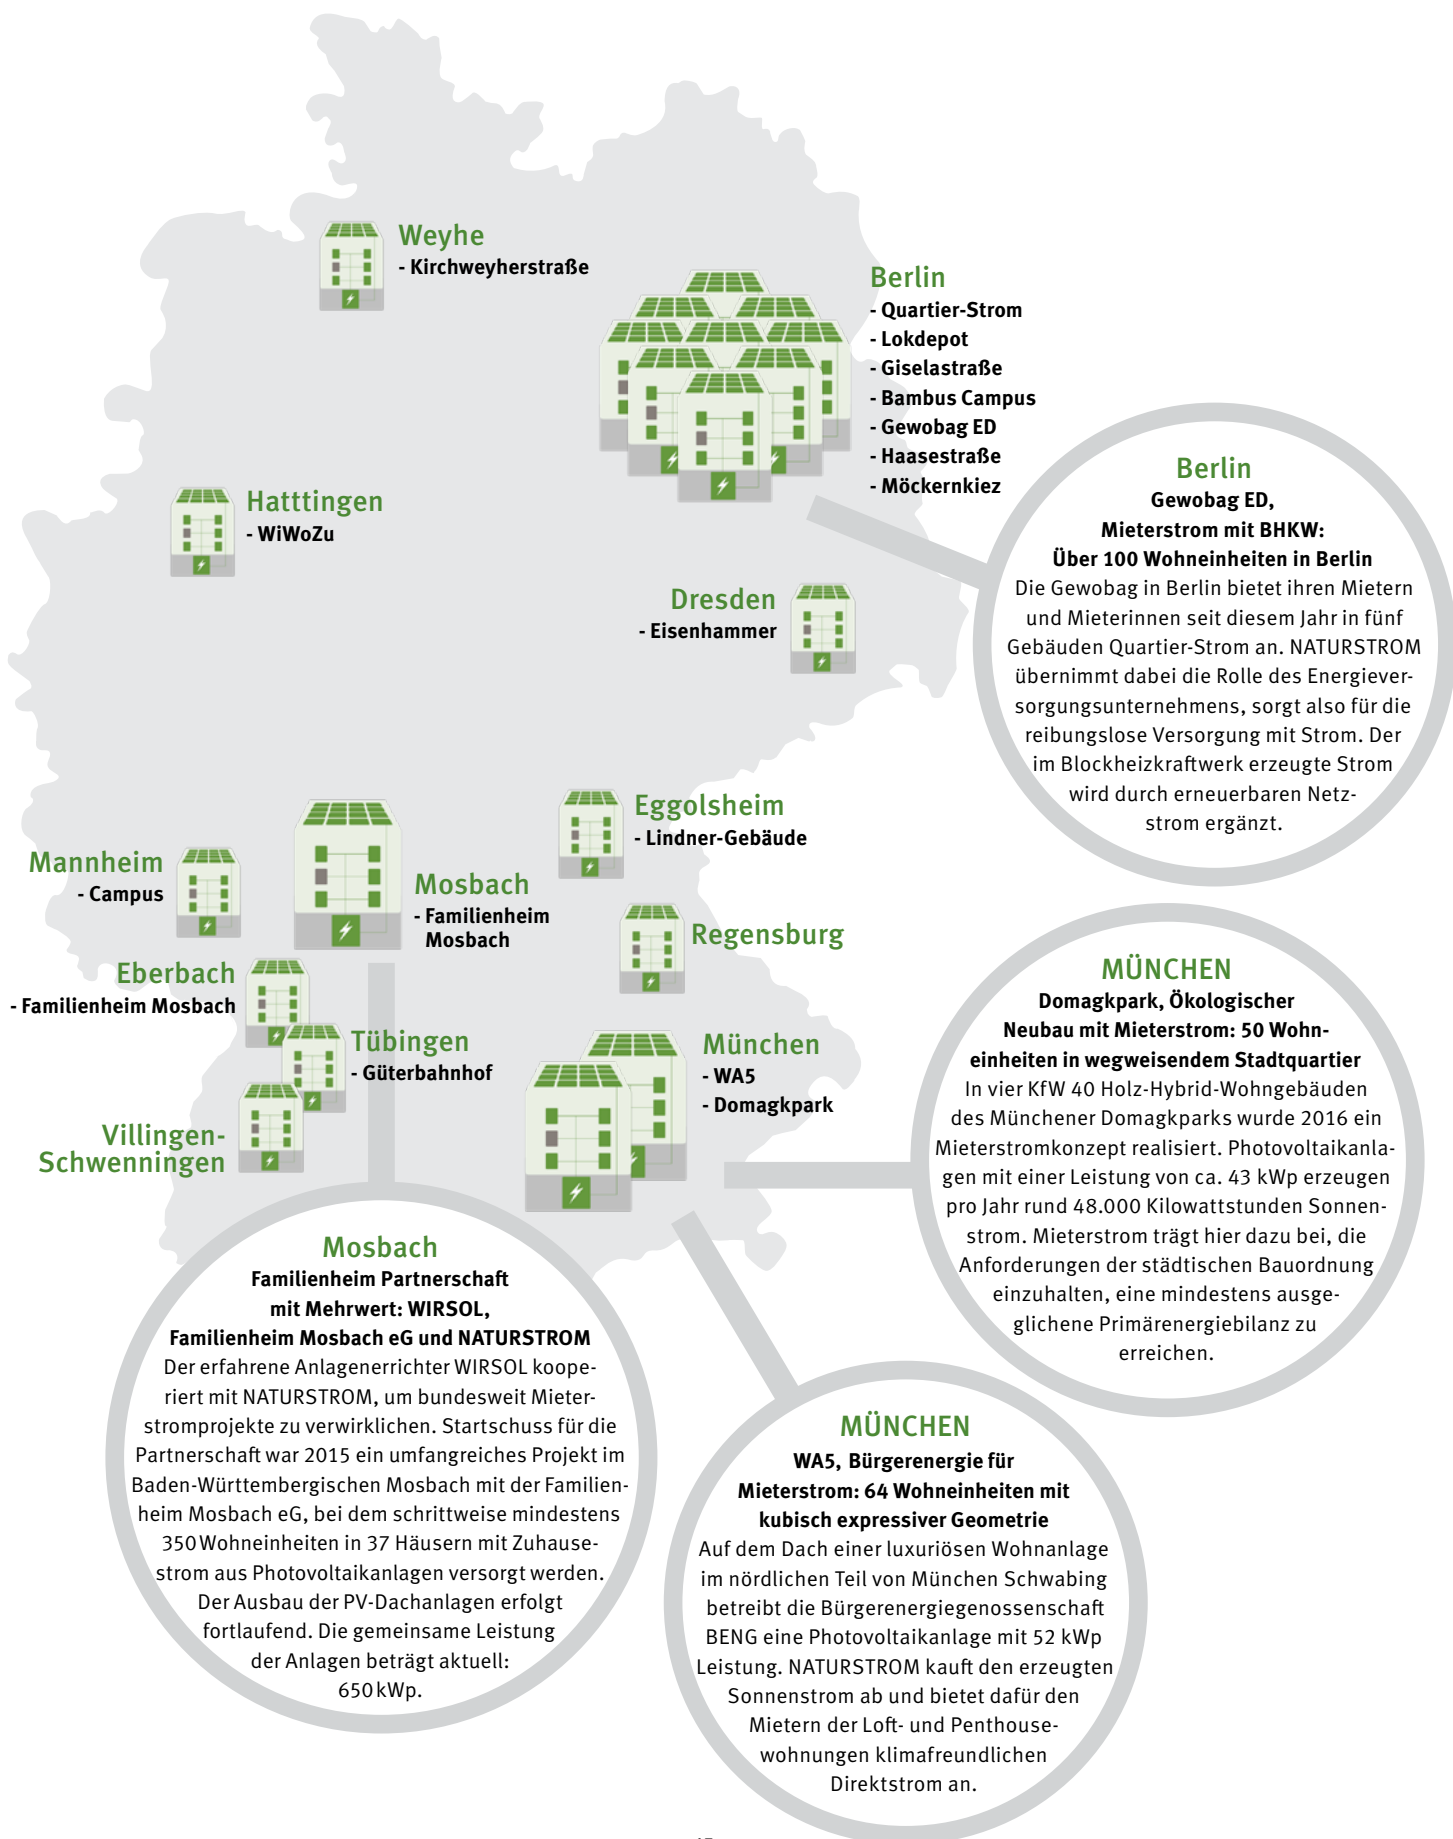 Weyhe
- Kirchweyherstraße
Berlin
- Quartier-Strom
- Lokdepot
- Giselastraße
- Bambus Campus
- Gewobag ED
- Haasestraße
- Möckernkiez
Hatttingen
- WiWoZu
Dresden
- Eisenhammer
Berlin
Gewobag ED,
Mieterstrom mit BHKW:
Über 100 Wohneinheiten in Berlin
Die Gewobag in Berlin bietet ihren Mietern
und Mieterinnen seit diesem Jahr in fünf
Gebäuden Quartier-Strom an. NATURSTROM
übernimmt dabei die Rolle des Energiever-
sorgungsunternehmens, sorgt also für die
reibungslose Versorgung mit Strom. Der
im Blockheizkraftwerk erzeugte Strom
wird durch erneuerbaren Netz-
strom ergänzt.
Eggolsheim
- Lindner-Gebäude
Mannheim
- Campus
Mosbach
- Familienheim
Mosbach
Regensburg
Eberbach
- Familienheim Mosbach
Tübingen
- Güterbahnhof
München
- WA5
- Domagkpark
Villingen-
Schwenningen
MÜNCHEN
Domagkpark, Ökologischer
Neubau mit Mieterstrom: 50 Wohn-
einheiten in wegweisendem Stadtquartier
In vier KfW 40 Holz-Hybrid-Wohngebäuden
des Münchener Domagkparks wurde 2016 ein
Mieterstromkonzept realisiert. Photovoltaikanla-
gen mit einer Leistung von ca. 43 kWp erzeugen
pro Jahr rund 48.000 Kilowattstunden Sonnen-
strom. Mieterstrom trägt hier dazu bei, die
Anforderungen der städtischen Bauordnung
einzuhalten, eine mindestens ausge-
glichene Primärenergiebilanz zu
erreichen.
Mosbach
Familienheim Partnerschaft
mit Mehrwert: WIRSOL,
Familienheim Mosbach eG und NATURSTROM
Der erfahrene Anlagenerrichter WIRSOL koope-
riert mit NATURSTROM, um bundesweit Mieter-
stromprojekte zu verwirklichen. Startschuss für die
Partnerschaft war 2015 ein umfangreiches Projekt im
Baden-Württembergischen Mosbach mit der Familien-
heim Mosbach eG, bei dem schrittweise mindestens
350 Wohneinheiten in 37 Häusern mit Zuhause-
strom aus Photovoltaikanlagen versorgt werden.
Der Ausbau der PV-Dachanlagen erfolgt
fortlaufend. Die gemeinsame Leistung
der Anlagen beträgt aktuell:
650 kWp.
MÜNCHEN
WA5, Bürgerenergie für
Mieterstrom: 64 Wohneinheiten mit
kubisch expressiver Geometrie
Auf dem Dach einer luxuriösen Wohnanlage
im nördlichen Teil von München Schwabing
betreibt die Bürgerenergiegenossenschaft
BENG eine Photovoltaikanlage mit 52 kWp
Leistung. NATURSTROM kauft den erzeugten
Sonnenstrom ab und bietet dafür den
Mietern der Loft- und Penthouse-
wohnungen klimafreundlichen
Direktstrom an.